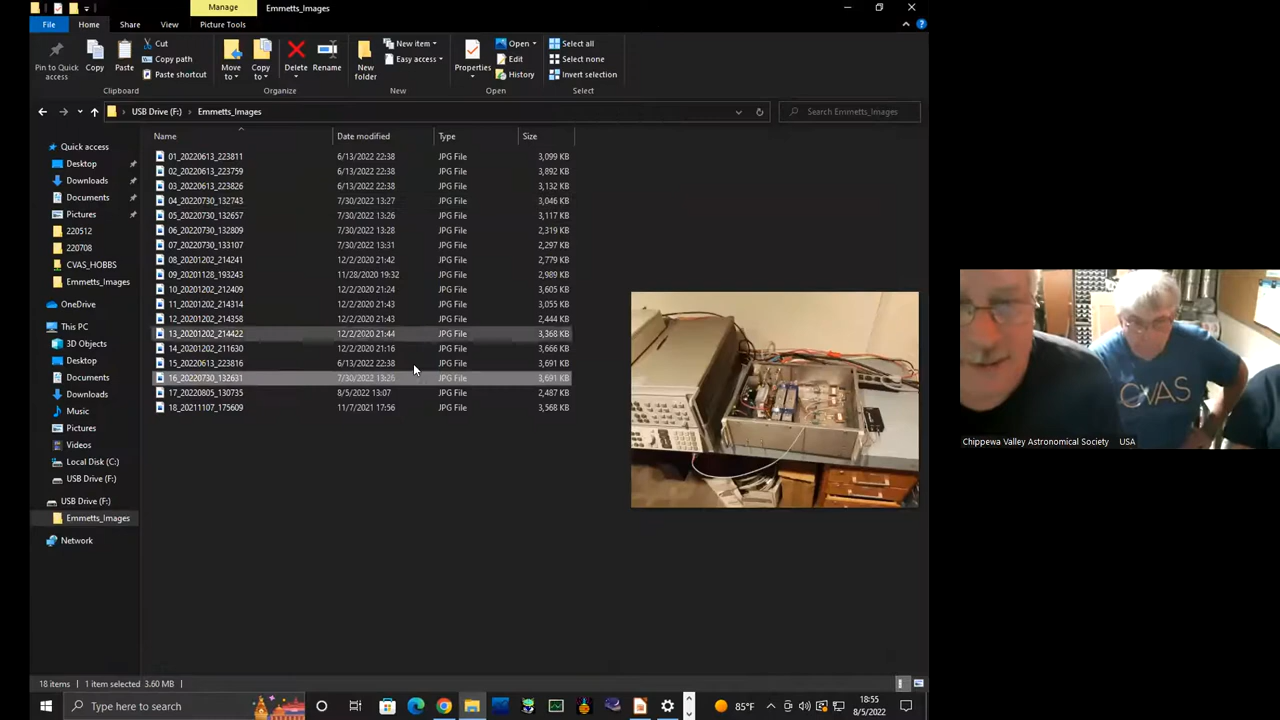 Manage
Emmetts_Images
File Home Share View Picture Tools
Pin to Quick access
Copy
Paste
Cut
Copy path
Paste shortcut
Move to
Copy to
Delete
Rename
New folder
New item
Easy access
Properties
Open
Edit
History
Select all
Select none
Invert selection
Clipboard Organize New Open Select
USB Drive (F:) Emmetts_Images
Search Emmetts_Images
Name Date modified Type Size
Quick access
Desktop
Downloads
Documents
Pictures
220512
220708
CVAS_HOBBS
Emmetts_Images
OneDrive
This PC
3D Objects
Desktop
Documents
Downloads
Music
Pictures
Videos
Local Disk (C:)
USB Drive (F:)
USB Drive (F:)
Emmetts_Images
Network
01_20220613_223811 6/13/2022 22:38 JPG File 3,099 KB
02_20220613_223759 6/13/2022 22:38 JPG File 3,892 KB
03_20220613_223826 6/13/2022 22:38 JPG File 3,132 KB
04_20220730_132743 7/30/2022 13:27 JPG File 3,046 KB
05_20220730_132657 7/30/2022 13:26 JPG File 3,117 KB
06_20220730_132809 7/30/2022 13:28 JPG File 2,319 KB
07_20220730_133107 7/30/2022 13:31 JPG File 2,297 KB
08_20201202_214241 12/2/2020 21:42 JPG File 2,779 KB
09_20201128_193243 11/28/2020 19:32 JPG File 2,989 KB
10_20201202_212409 12/2/2020 21:24 JPG File 3,605 KB
11_20201202_214314 12/2/2020 21:43 JPG File 3,055 KB
12_20201202_214358 12/2/2020 21:43 JPG File 2,444 KB
13_20201202_214422 12/2/2020 21:44 JPG File 3,368 KB
14_20201202_211630 12/2/2020 21:16 JPG File 3,666 KB
15_20220613_223816 6/13/2022 22:38 JPG File 3,691 KB
16_20220730_132631 7/30/2022 13:26 JPG File 3,691 KB
17_20220805_130735 8/5/2022 13:07 JPG File 2,487 KB
18_20211107_175609 11/7/2021 17:56 JPG File 3,568 KB
CVAS
Chippewa Valley Astronomical Society USA
18 items 1 item selected 3.60 MB
Type here to search
85°F
18:55
8/5/2022